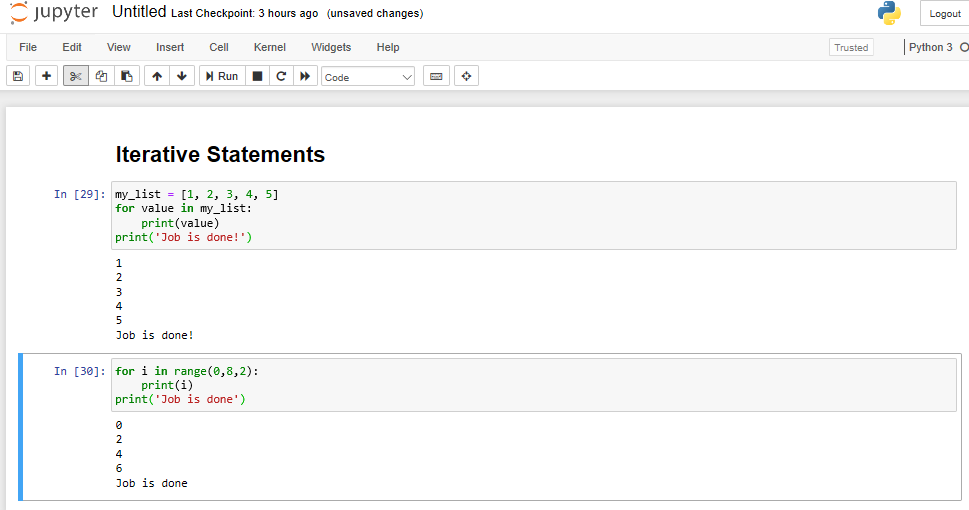 jupyter Untitled Last Checkpoint: 3 hours ago (unsaved changes) Logout
File Edit View Insert Cell Kernel Widgets Help Trusted Python 3
Run Code
Iterative Statements
In [29]: my_list = [1, 2, 3, 4, 5]
for value in my_list:
    print(value)
print('Job is done!')
1
2
3
4
5
Job is done!
In [30]: for i in range(0,8,2):
    print(i)
print('Job is done')
0
2
4
6
Job is done